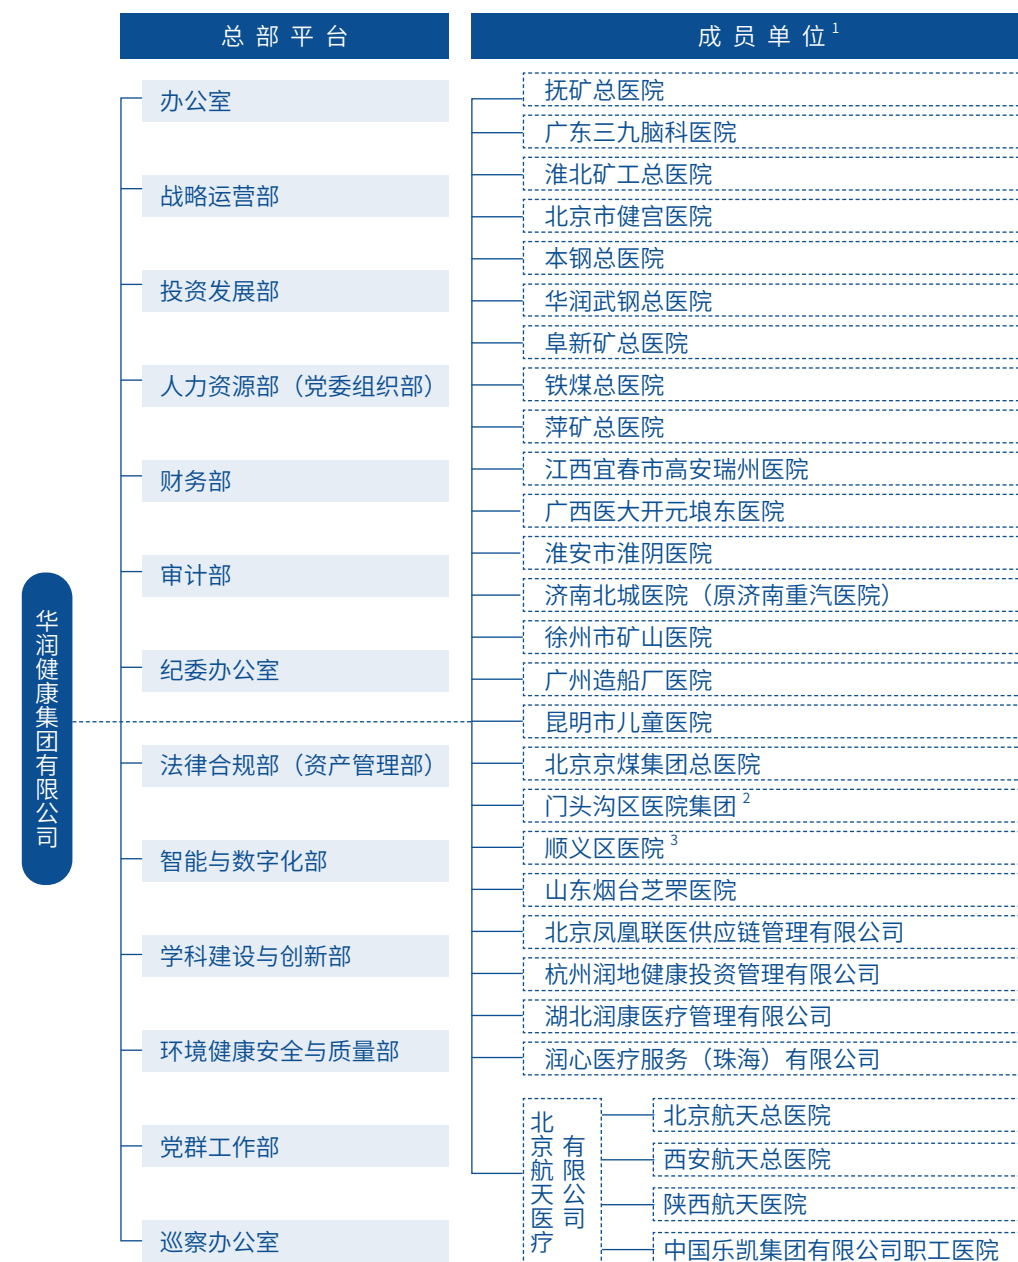 总部平台
成员单位1
华润健康集团有限公司
办公室
战略运营部
投资发展部
人力资源部（党委组织部）
财务部
审计部
纪委办公室
法律合规部（资产管理部）
智能与数字化部
学科建设与创新部
环境健康安全与质量部
党群工作部
巡察办公室
抚矿总医院
广东三九脑科医院
淮北矿工总医院
北京市健宫医院
本钢总医院
华润武钢总医院
阜新矿总医院
铁煤总医院
萍矿总医院
江西宜春市高安瑞州医院
广西医大开元埌东医院
淮安市淮阴医院
济南北城医院（原济南重汽医院）
徐州市矿山医院
广州造船厂医院
昆明市儿童医院
北京京煤集团总医院
门头沟区医院集团2
顺义区医院3
山东烟台芝罘医院
北京凤凰联医供应链管理有限公司
杭州润地健康投资管理有限公司
湖北润康医疗管理有限公司
润心医疗服务（珠海）有限公司
北京航天医疗
有限公司
北京航天总医院
西安航天总医院
陕西航天医院
中国乐凯集团有限公司职工医院